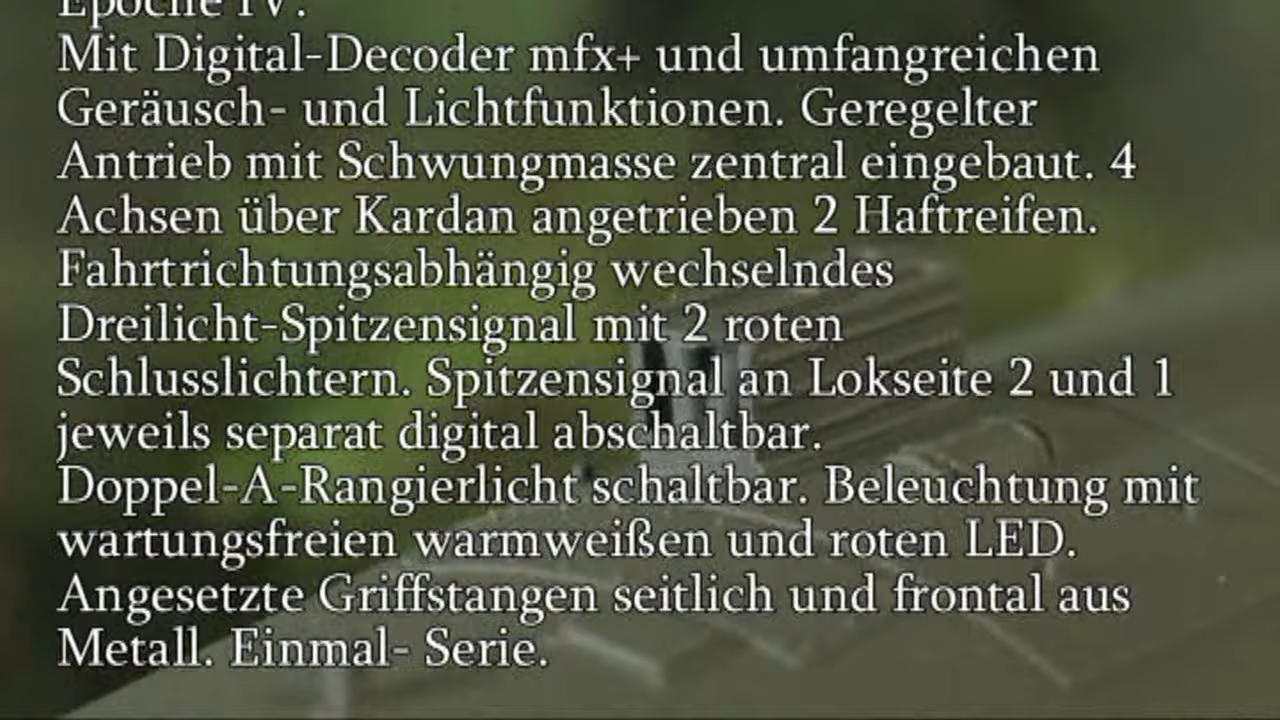 Epoche IV.
Mit Digital-Decoder mfx+ und umfangreichen
Geräusch- und Lichtfunktionen. Geregelter
Antrieb mit Schwungmasse zentral eingebaut. 4
Achsen über Kardan angetrieben 2 Haftreifen.
Fahrtrichtungsabhängig wechselndes
Dreilicht-Spitzensignal mit 2 roten
Schlusslichtern. Spitzensignal an Lokseite 2 und 1
jeweils separat digital abschaltbar.
Doppel-A-Rangierlicht schaltbar. Beleuchtung mit
wartungsfreien warmweißen und roten LED.
Angesetzte Griffstangen seitlich und frontal aus
Metall. Einmal- Serie.